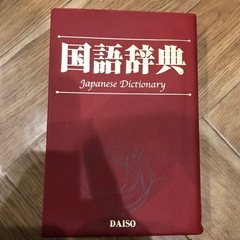 国語辞典
Japanese Dictionary
DAISO